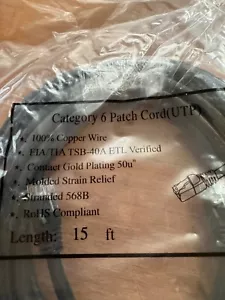 Category 6 Patch Cord(UTP)
*. 100% Copper Wire
*. EIA/TIA TSB-40A ETL Verified
*. Contact Gold Plating 50u"
*. Molded Strain Relief
*. Stranded 568B
*. RoHS Compliant
Length: 15 ft